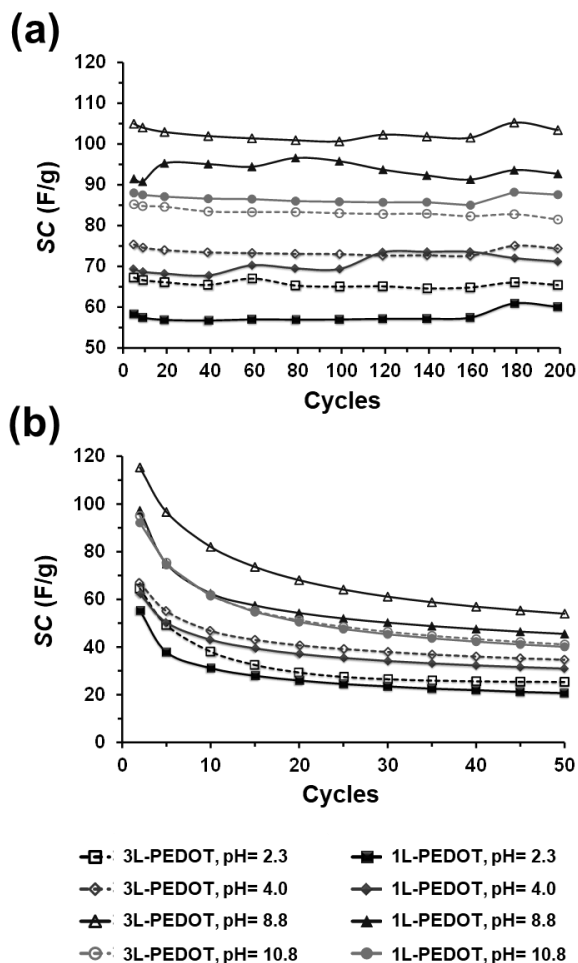 (a)
120
110
100
90
80
70
60
50
SC (F/g)
0 20 40 60 80 100 120 140 160 180 200
Cycles
(b)
120
100
80
60
40
20
0
SC (F/g)
0 10 20 30 40 50
Cycles
3L-PEDOT, pH= 2.3 1L-PEDOT, pH= 2.3
3L-PEDOT, pH= 4.0 1L-PEDOT, pH= 4.0
3L-PEDOT, pH= 8.8 1L-PEDOT, pH= 8.8
3L-PEDOT, pH= 10.8 1L-PEDOT, pH= 10.8